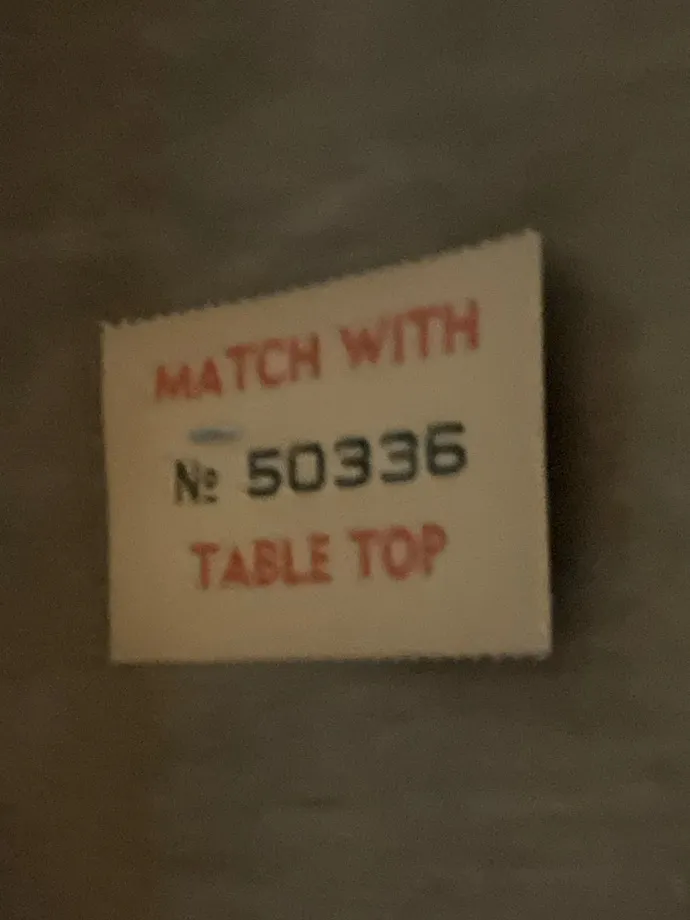 MATCH WITH
№ 50336
TABLE TOP